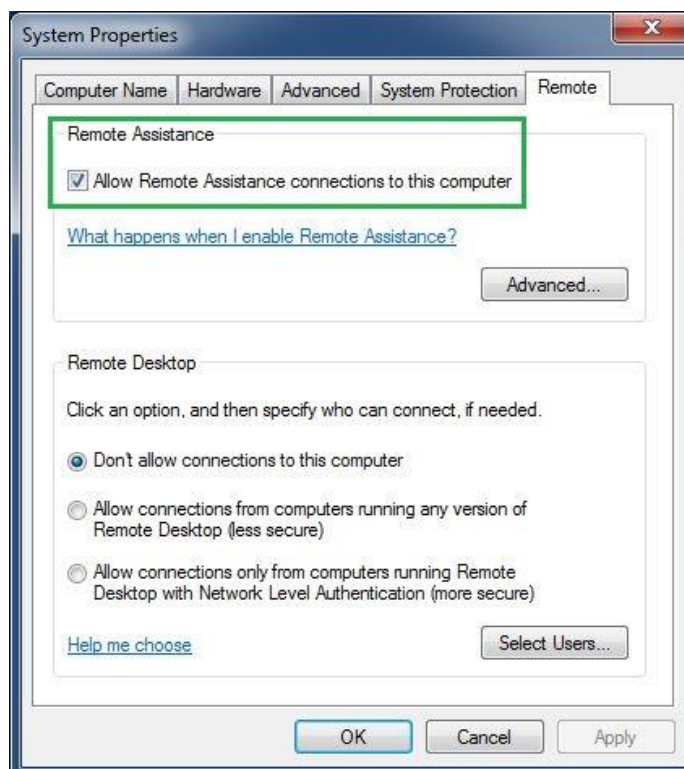 System Properties
Computer Name Hardware Advanced System Protection Remote
Remote Assistance
Allow Remote Assistance connections to this computer
What happens when I enable Remote Assistance?
Advanced...
Remote Desktop
Click an option, and then specify who can connect, if needed.
Don't allow connections to this computer
Allow connections from computers running any version of
Remote Desktop (less secure)
Allow connections only from computers running Remote
Desktop with Network Level Authentication (more secure)
Help me choose
Select Users...
OK Cancel Apply